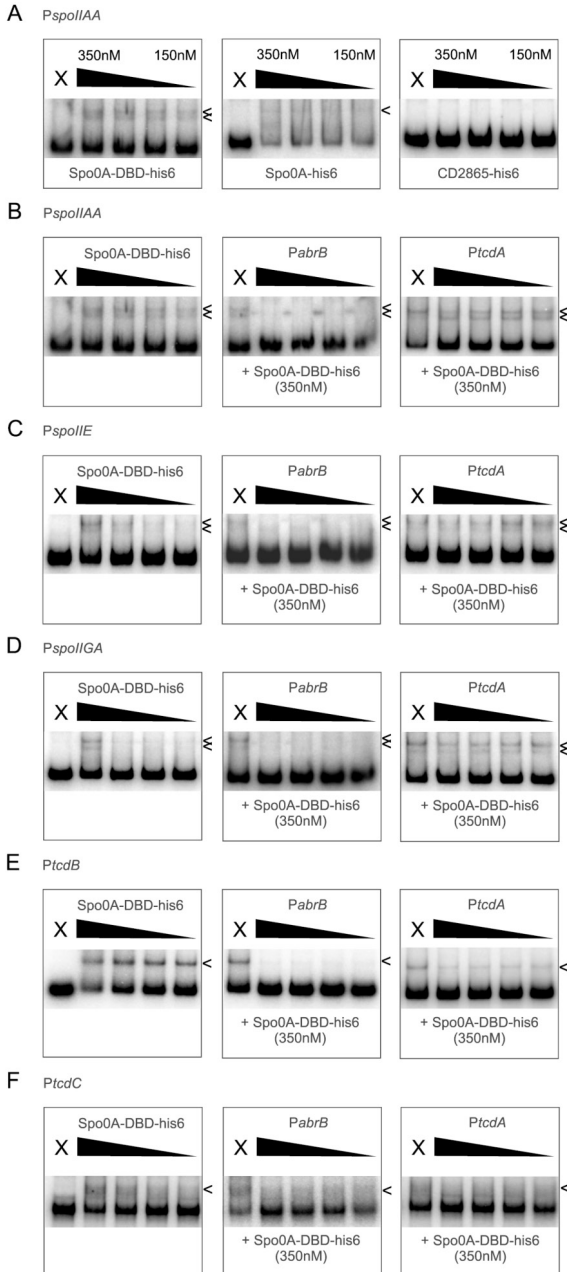 A PspoIIAA
350nM 150nM 350nM 150nM 350nM 150nM
X X X
< < <
Spo0A-DBD-his6 Spo0A-his6 CD2865-his6
B PspoIIAA
Spo0A-DBD-his6 PabrB PtcdA
X X X
< < < < < <
+ Spo0A-DBD-his6 + Spo0A-DBD-his6
(350nM) (350nM)
C PspoIIE
Spo0A-DBD-his6 PabrB PtcdA
X X X
< < < < < <
+ Spo0A-DBD-his6 + Spo0A-DBD-his6
(350nM) (350nM)
D PspoIIGA
Spo0A-DBD-his6 PabrB PtcdA
X X X
< < < < < <
+ Spo0A-DBD-his6 + Spo0A-DBD-his6
(350nM) (350nM)
E PtcdB
Spo0A-DBD-his6 PabrB PtcdA
X X X
< < <
+ Spo0A-DBD-his6 + Spo0A-DBD-his6
(350nM) (350nM)
F PtcdC
Spo0A-DBD-his6 PabrB PtcdA
X X X
< < <
+ Spo0A-DBD-his6 + Spo0A-DBD-his6
(350nM) (350nM)